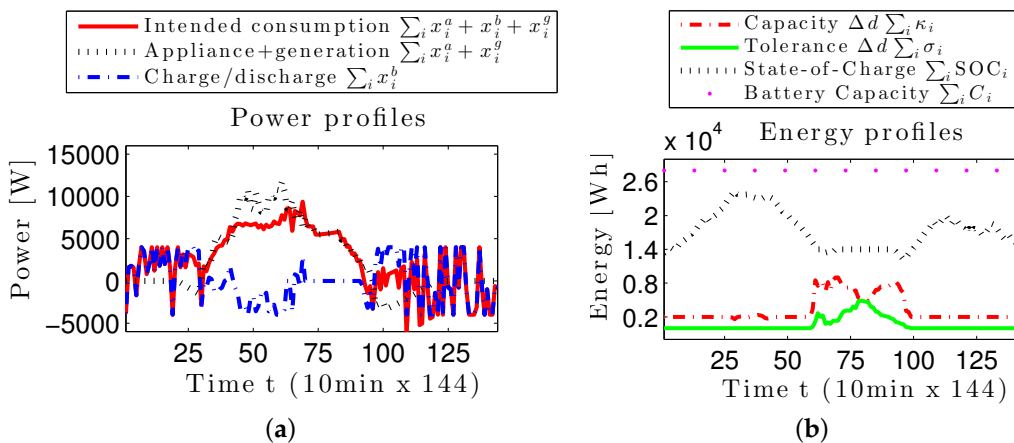 Intended consumption ∑ᵢ xᵢᵃ + xᵢᵇ + xᵢᵍ
Appliance+generation ∑ᵢ xᵢᵃ + xᵢᵍ
Charge/discharge ∑ᵢ xᵢᵇ
Power profiles
Power [W]
15000
10000
5000
0
−5000
25 50 75 100 125
Time t (10min x 144)
(a)
Capacity Δd ∑ᵢ κᵢ
Tolerance Δd ∑ᵢ σᵢ
State-of-Charge ∑ᵢ SOCᵢ
Battery Capacity ∑ᵢ Cᵢ
x 10⁴ Energy profiles
Energy [Wh]
2.6
2
1.4
0.8
0.2
25 50 75 100 125
Time t (10min x 144)
(b)